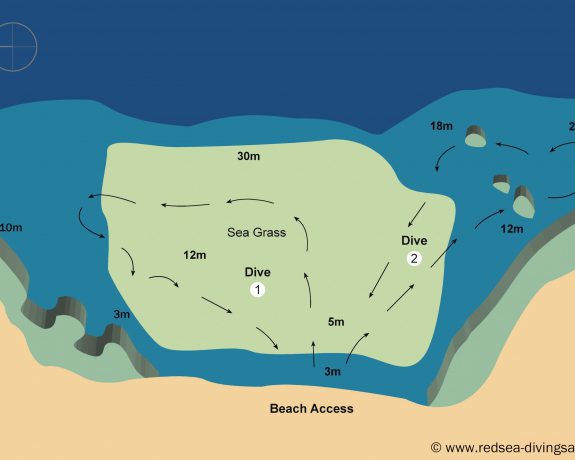 18m
30m
10m
Sea Grass
12m
Dive
2
12m
Dive
1
3m
5m
3m
Beach Access
© www.redsea-divingsa